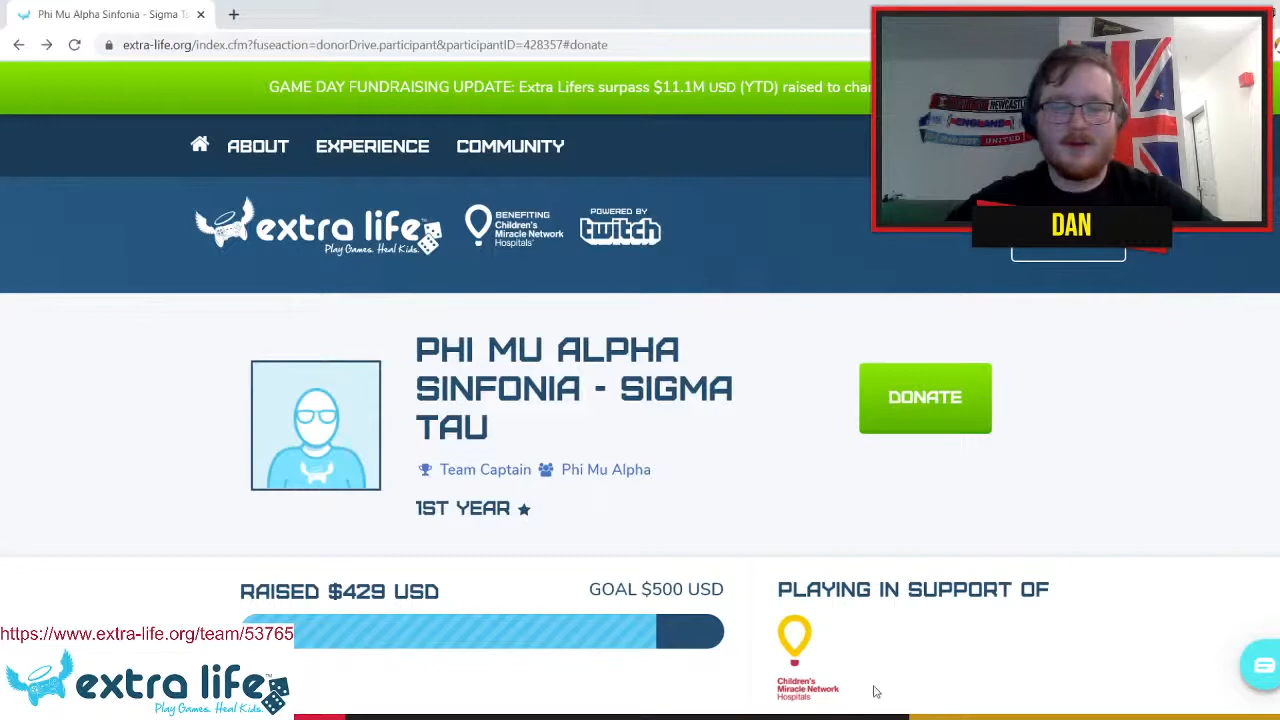 Phi Mu Alpha Sinfonia - Sigma
extra-life.org/index.cfm?fuseaction=donorDrive.participant&participantID=428357#donate
GAME DAY FUNDRAISING UPDATE: Extra Lifers surpass $11.1M USD (YTD) raised to
ABOUT EXPERIENCE COMMUNITY
extra life
Play Games. Heal Kids.
BENEFITING
Children's
Miracle Network
Hospitals
POWERED BY
twitch
NEWCASTLE
ENGLAND
UNITED
DAN
PHI MU ALPHA
SINFONIA - SIGMA
TAU
DONATE
Team Captain Phi Mu Alpha
1ST YEAR
RAISED $429 USD GOAL $500 USD
PLAYING IN SUPPORT OF
Children's
Miracle Network
Hospitals
https://www.extra-life.org/team/53765
extra life
Play Games. Heal Kids.